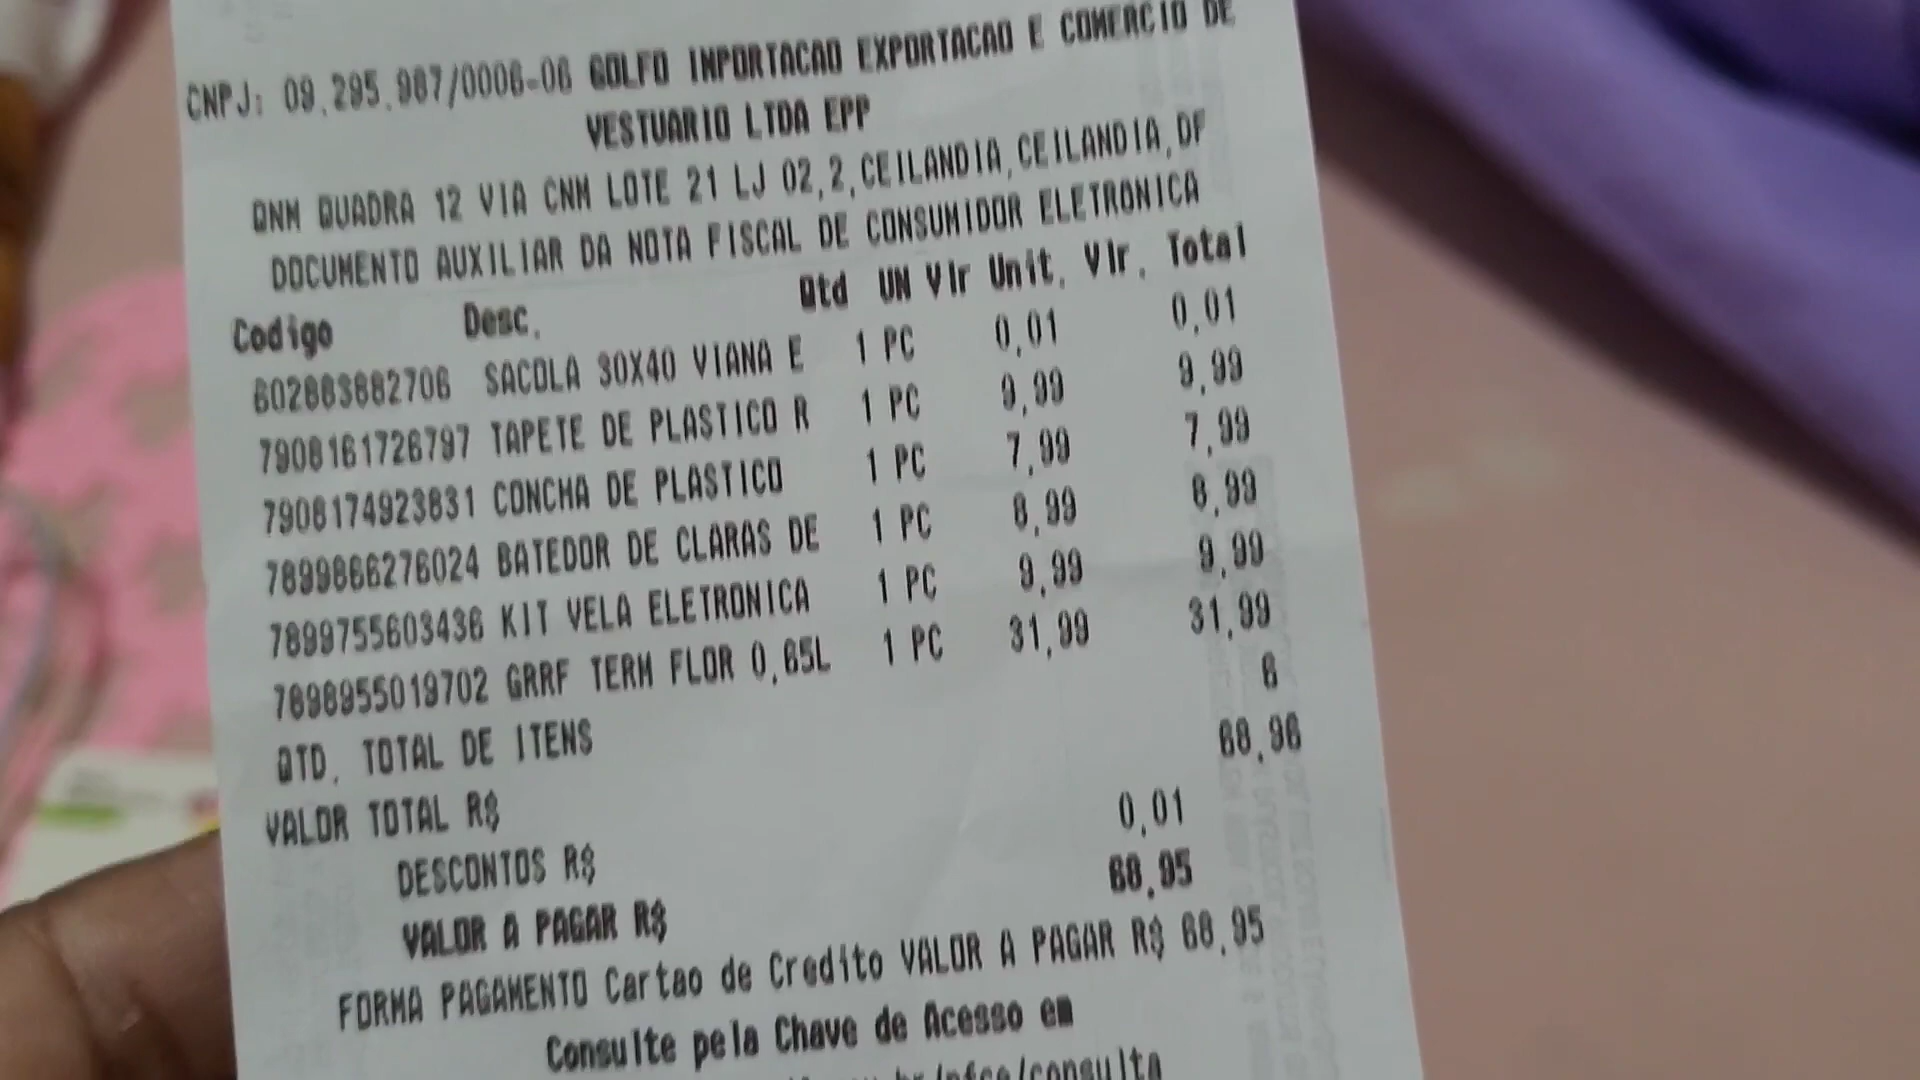 CNPJ: 09.295.987/0006-06 GOLFO INPORTACAO EXPORTACAO E COMERCIO DE
VESTUARIO LTDA EPP
QNM QUADRA 12 VIA CNM LOTE 21 LJ 02,2,CEILANDIA,CEILANDIA,DF
DOCUMENTO AUXILIAR DA NOTA FISCAL DE CONSUMIDOR ELETRONICA
Codigo Desc. Qtd UN Vlr Unit. Vlr. Total
602883882706 SACOLA 30X40 VIANA E 1 PC 0,01 0,01
7908161726797 TAPETE DE PLASTICO R 1 PC 9,99 9,99
7908174923831 CONCHA DE PLASTICO 1 PC 7,99 7,99
7899866276024 BATEDOR DE CLARAS DE 1 PC 8,99 8,99
7899755603436 KIT VELA ELETRONICA 1 PC 9,99 9,99
7898955019702 GRRF TERM FLOR 0,65L 1 PC 31,99 31,99
QTD. TOTAL DE ITENS 6
VALOR TOTAL R$ 68,96
DESCONTOS R$ 0,01
VALOR A PAGAR R$ 68,95
FORMA PAGAMENTO Cartao de Credito VALOR A PAGAR R$ 68,95
Consulte pela Chave de Acesso em
/nfce/consulta